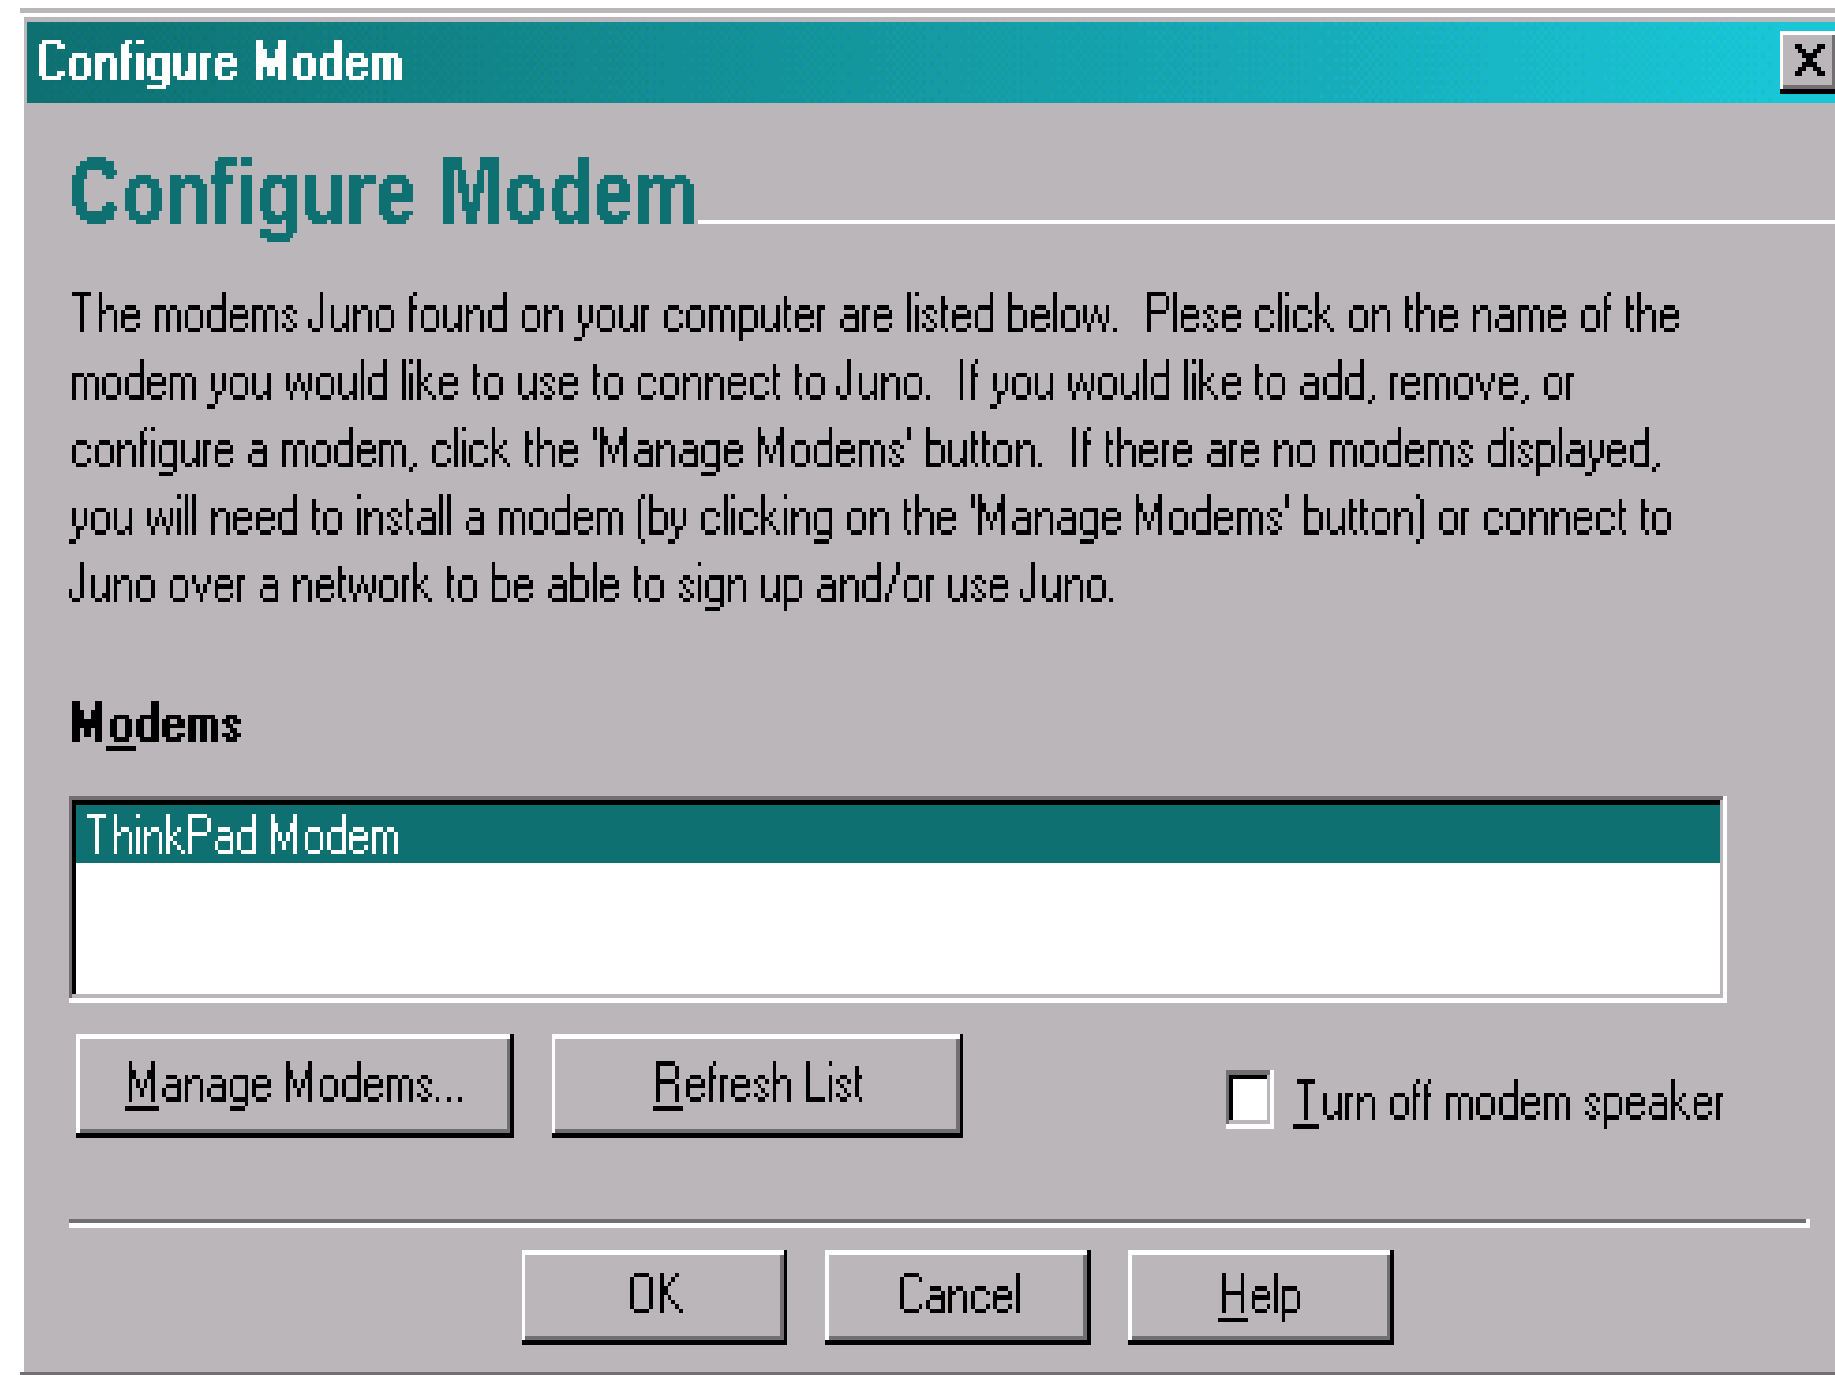 Configure Modem
Configure Modem
The modems Juno found on your computer are listed below.  Plese click on the name of the
modem you would like to use to connect to Juno.  If you would like to add, remove, or
configure a modem, click the 'Manage Modems' button.  If there are no modems displayed,
you will need to install a modem (by clicking on the 'Manage Modems' button) or connect to
Juno over a network to be able to sign up and/or use Juno.
Modems
ThinkPad Modem
Manage Modems... Refresh List Turn off modem speaker
OK Cancel Help